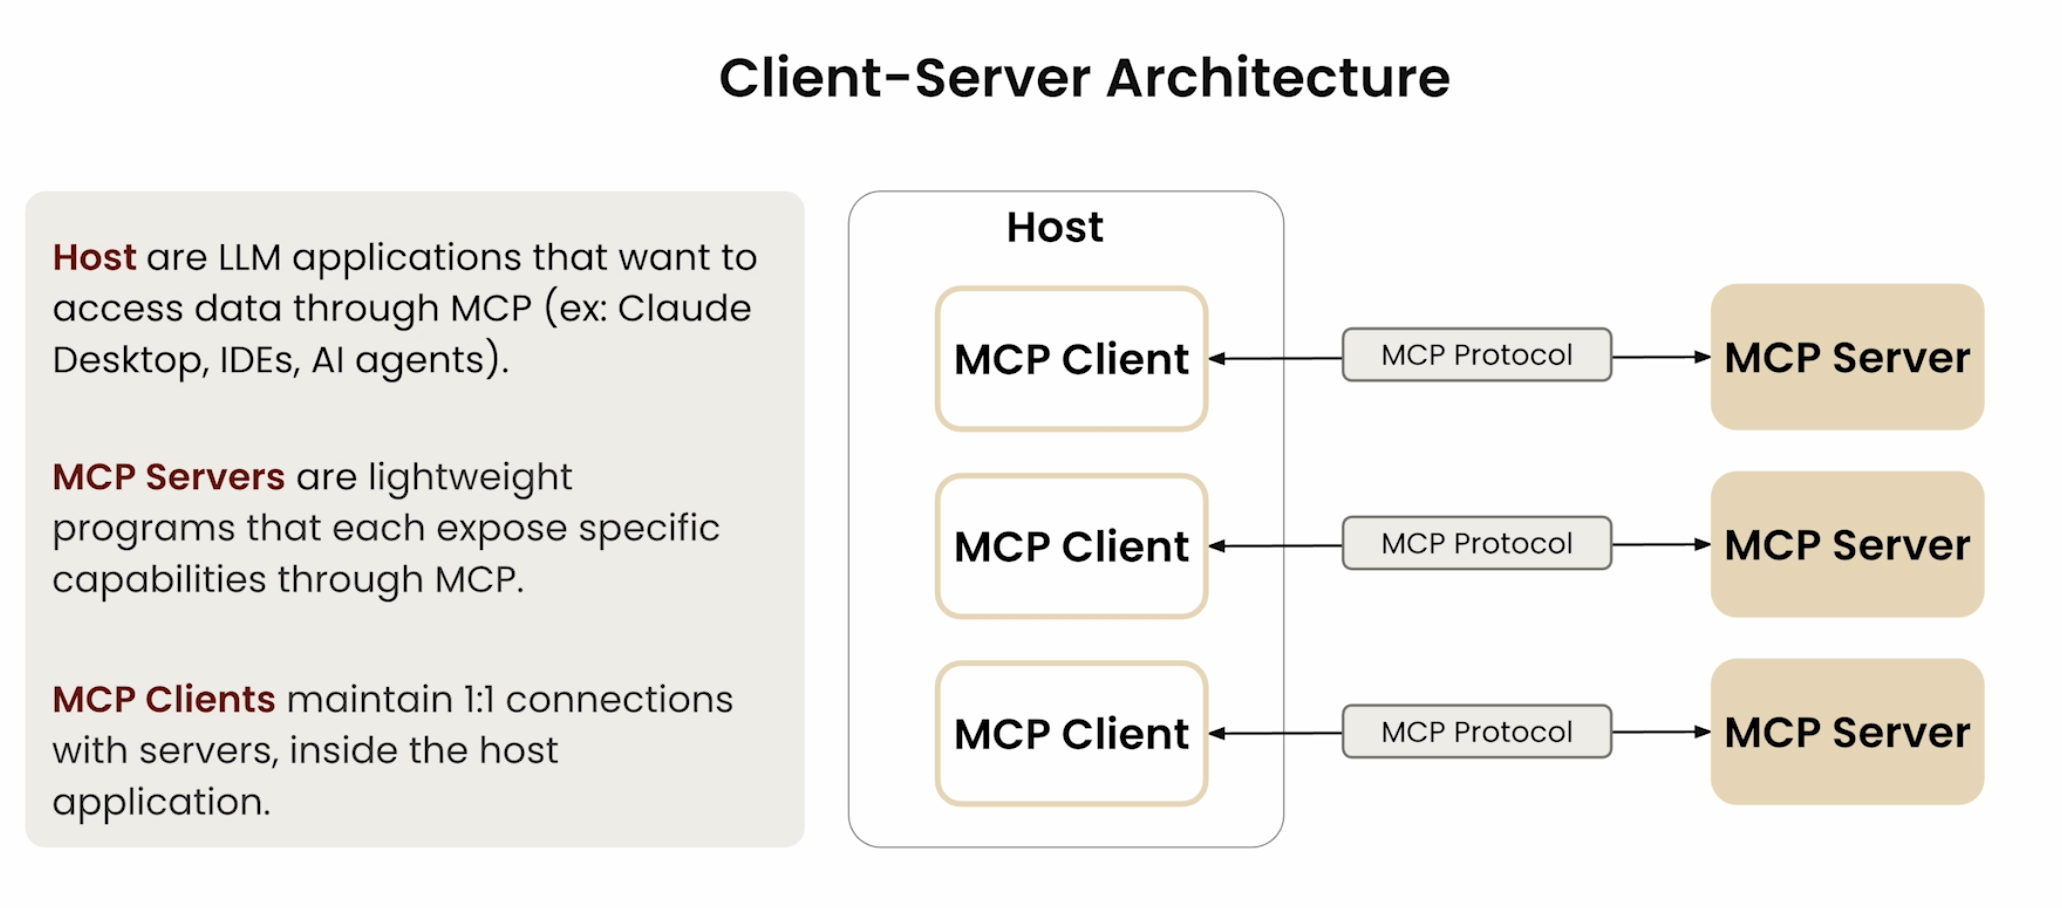 Client-Server Architecture
Host are LLM applications that want to
access data through MCP (ex: Claude
Desktop, IDEs, AI agents).
MCP Servers are lightweight
programs that each expose specific
capabilities through MCP.
MCP Clients maintain 1:1 connections
with servers, inside the host
application.
Host
MCP Client
MCP Protocol
MCP Server
MCP Client
MCP Protocol
MCP Server
MCP Client
MCP Protocol
MCP Server